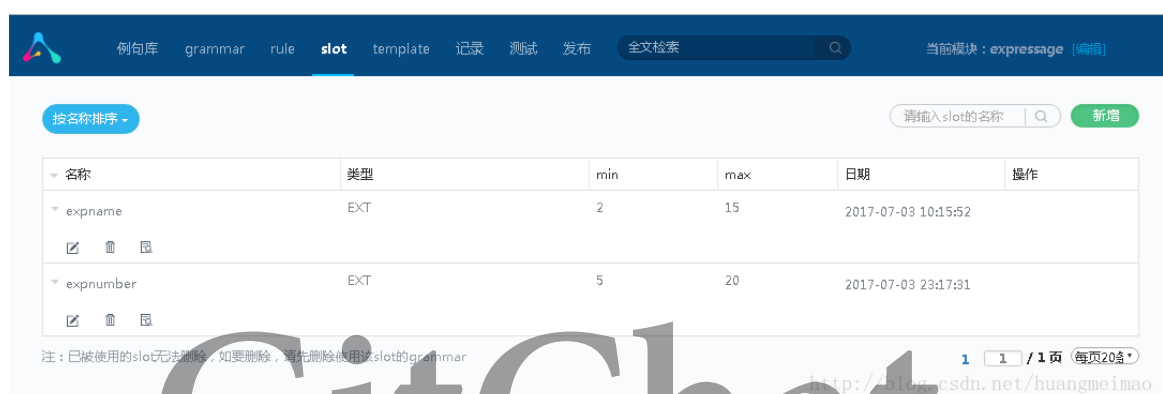 例句库 grammar rule slot template 记录 测试 发布 全文检索 当前模块：expressage [编辑]
按名称排序 请输入slot的名称 新增
名称 类型 min max 日期 操作
expname EXT 2 15 2017-07-03 10:15:52
expnumber EXT 5 20 2017-07-03 23:17:31
注：已被使用的slot无法删除，如要删除，请先删除使用该slot的grammar
1 1 / 1 页 每页20条
GitChat
http://blog.csdn.net/huangmeimao